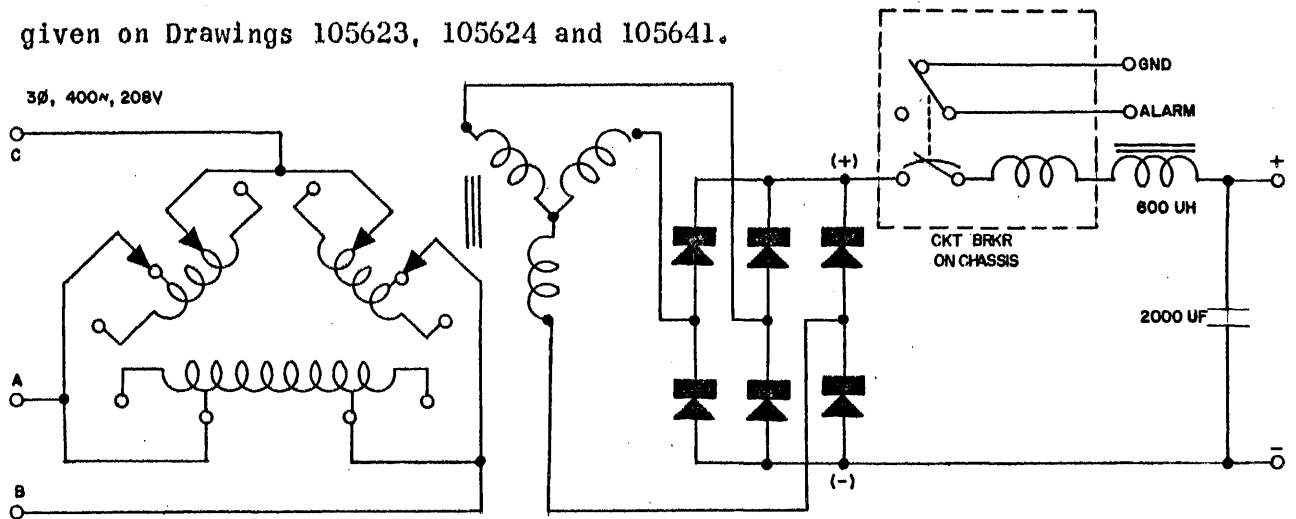 given on Drawings 105623, 105624 and 105641.
3Ø, 400~, 208V
C
GND
ALARM
(+)
+
600 UH
CKT BRKR
ON CHASSIS
2000 UF
A
B
(-)
-